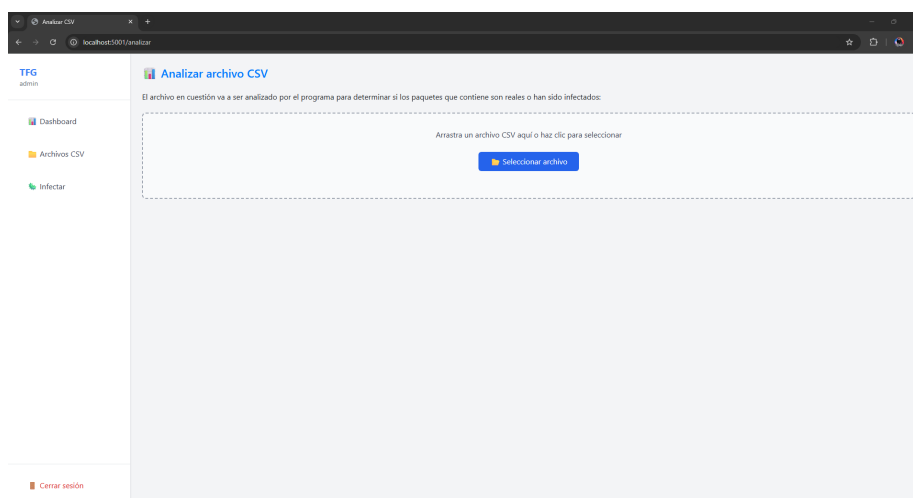 Analizar CSV
localhost:5001/analizar
TFG
admin
Dashboard
Archivos CSV
Infectar
Cerrar sesión
Analizar archivo CSV
El archivo en cuestión va a ser analizado por el programa para determinar si los paquetes que contiene son reales o han sido infectados:
Arrastra un archivo CSV aquí o haz clic para seleccionar
Seleccionar archivo